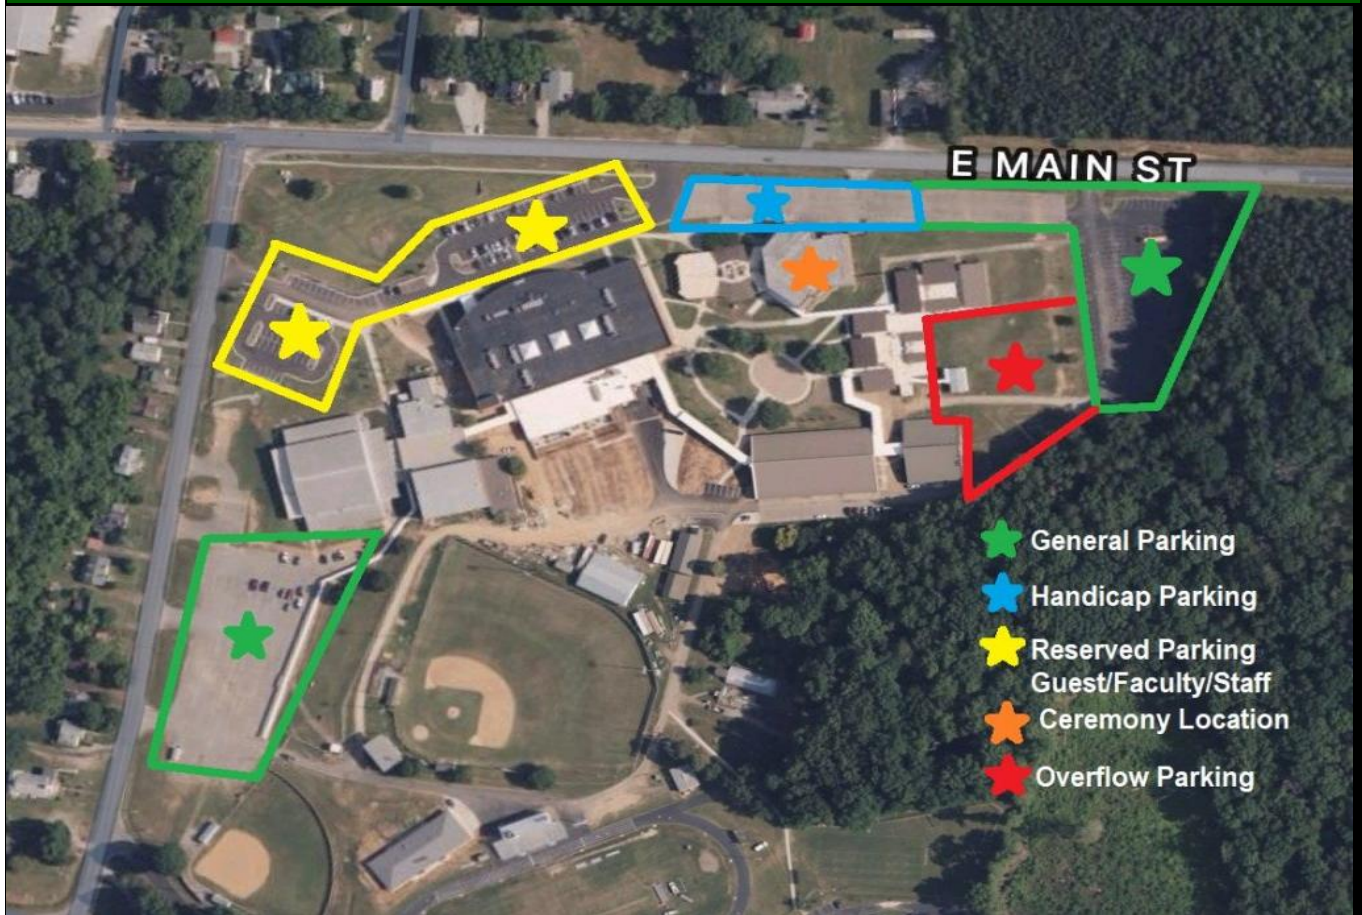 E MAIN ST
General Parking
Handicap Parking
Reserved Parking
Guest/Faculty/Staff
Ceremony Location
Overflow Parking